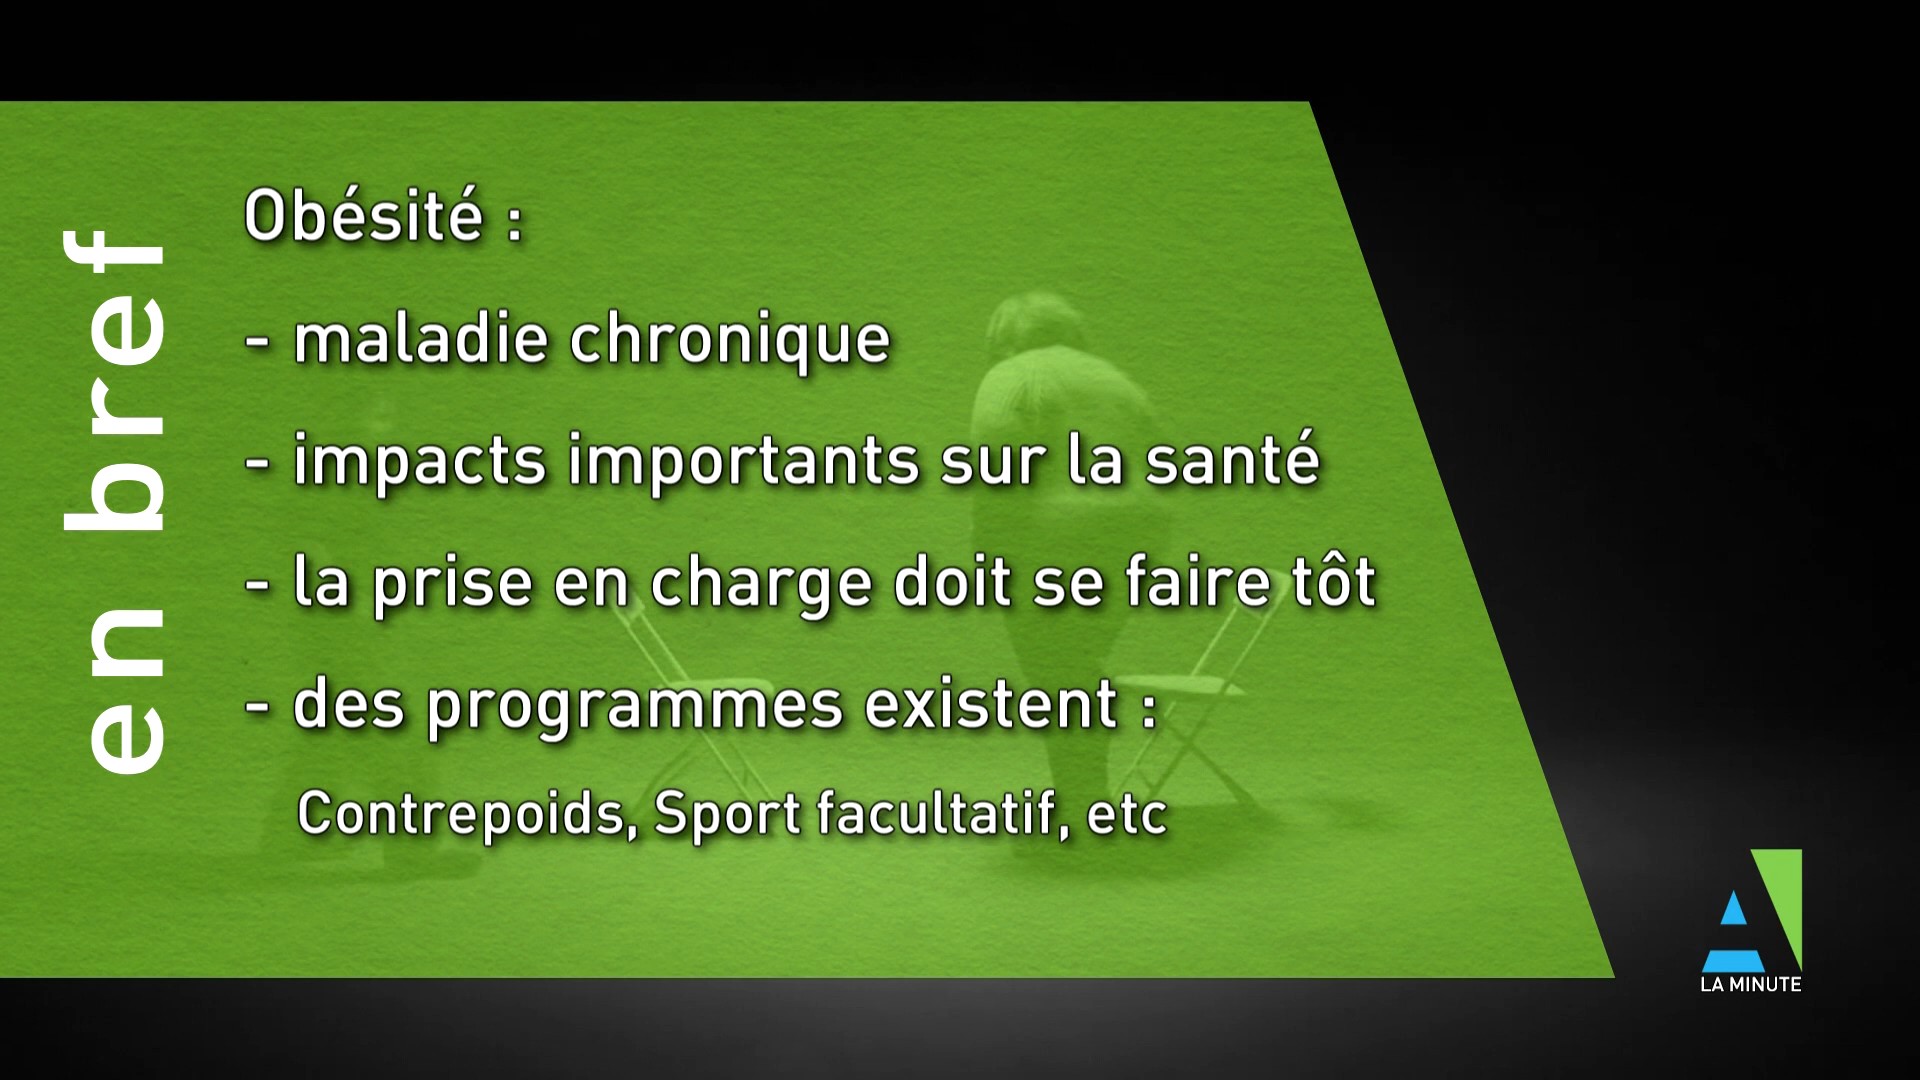 en bref
Obésité :
- maladie chronique
- impacts importants sur la santé
- la prise en charge doit se faire tôt
- des programmes existent :
Contrepoids, Sport facultatif, etc
LA MINUTE